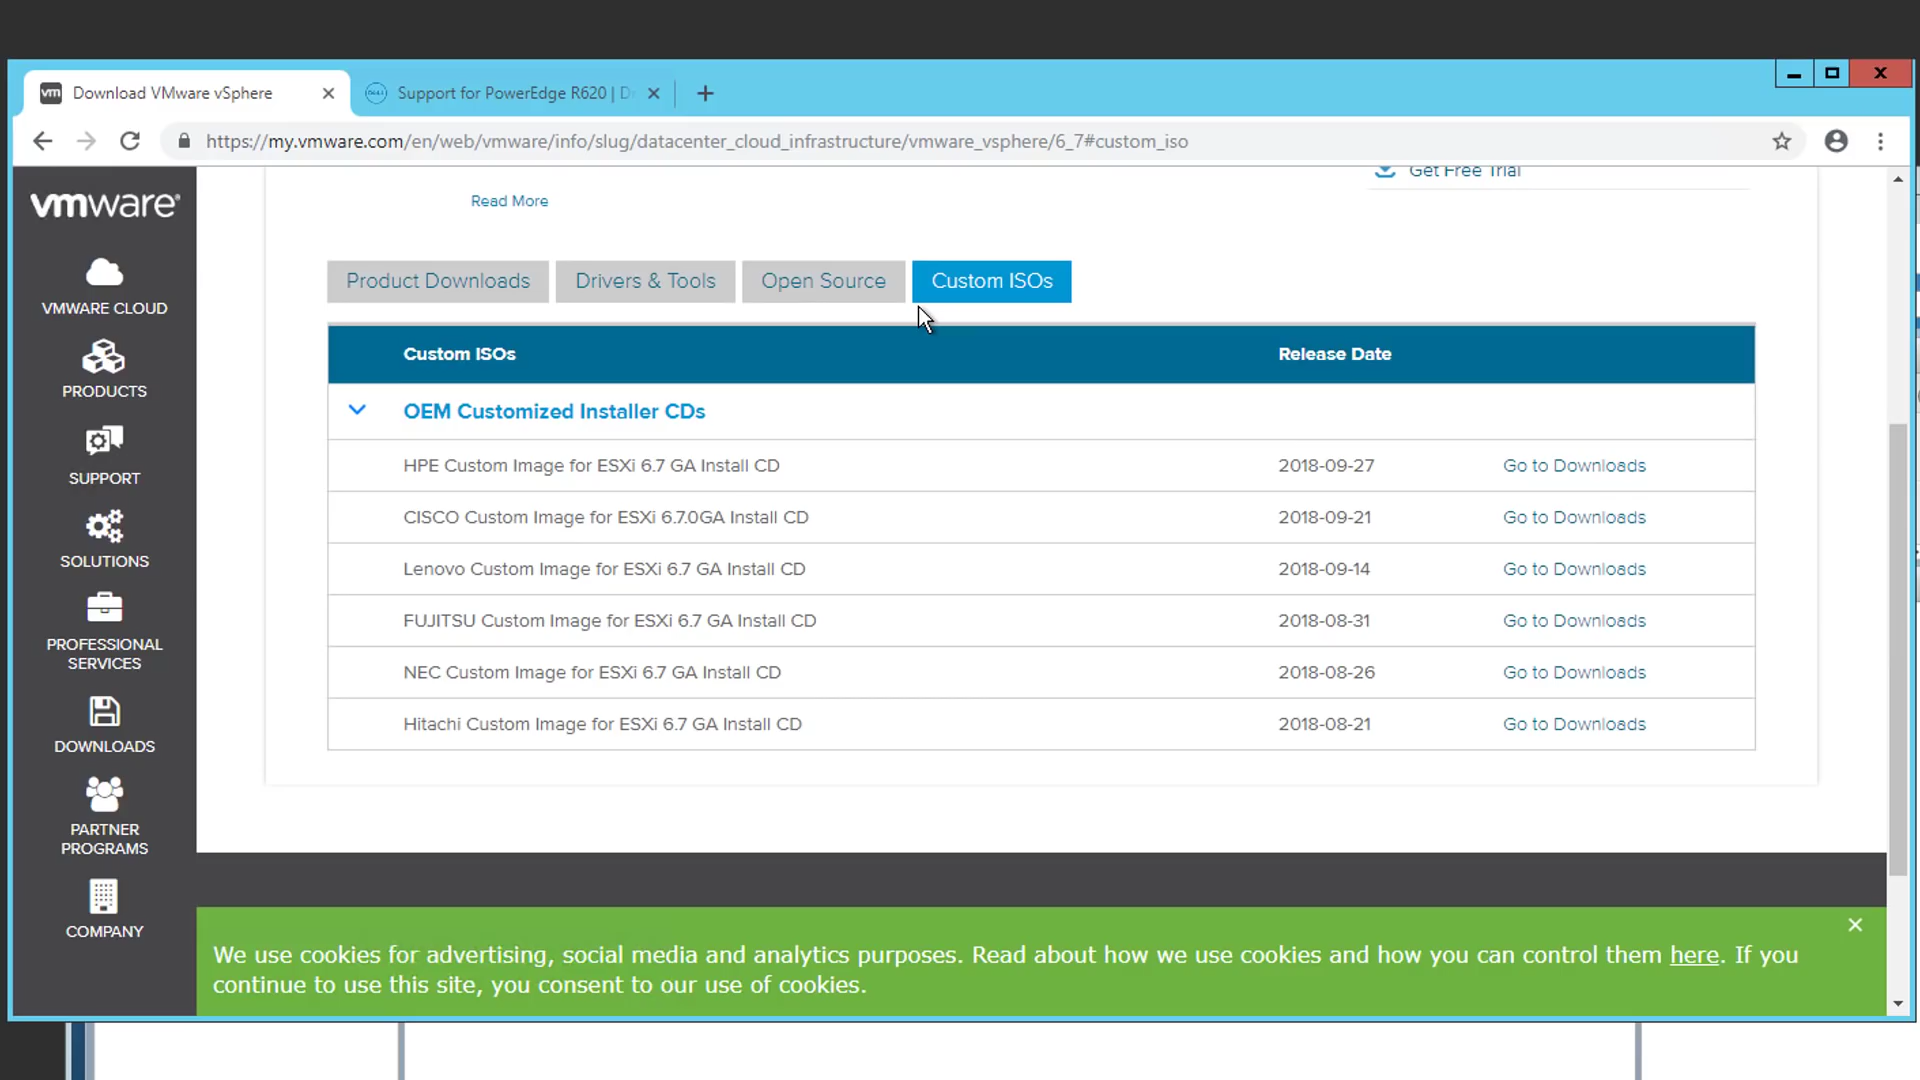 Download VMware vSphere
Support for PowerEdge R620 | D
https://my.vmware.com/en/web/vmware/info/slug/datacenter_cloud_infrastructure/vmware_vsphere/6_7#custom_iso
vmware
VMWARE CLOUD
PRODUCTS
SUPPORT
SOLUTIONS
PROFESSIONAL
SERVICES
DOWNLOADS
PARTNER
PROGRAMS
COMPANY
Get Free Trial
Read More
Product Downloads
Drivers & Tools
Open Source
Custom ISOs
Custom ISOs Release Date
OEM Customized Installer CDs
HPE Custom Image for ESXi 6.7 GA Install CD 2018-09-27 Go to Downloads
CISCO Custom Image for ESXi 6.7.0GA Install CD 2018-09-21 Go to Downloads
Lenovo Custom Image for ESXi 6.7 GA Install CD 2018-09-14 Go to Downloads
FUJITSU Custom Image for ESXi 6.7 GA Install CD 2018-08-31 Go to Downloads
NEC Custom Image for ESXi 6.7 GA Install CD 2018-08-26 Go to Downloads
Hitachi Custom Image for ESXi 6.7 GA Install CD 2018-08-21 Go to Downloads
We use cookies for advertising, social media and analytics purposes. Read about how we use cookies and how you can control them here. If you
continue to use this site, you consent to our use of cookies.